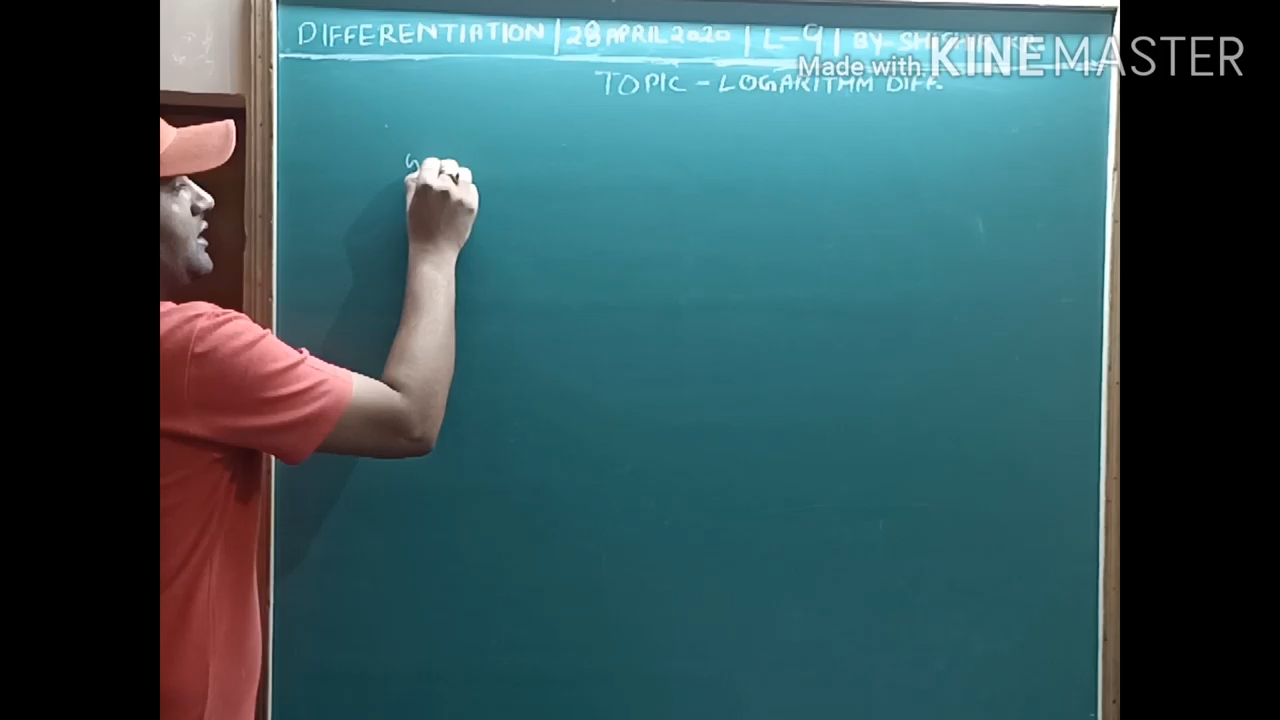 DIFFERENTIATION | 28 APRIL 2020 | L-9 | BY
Made with KINEMASTER
TOPIC - LOGARITHM DIFF.